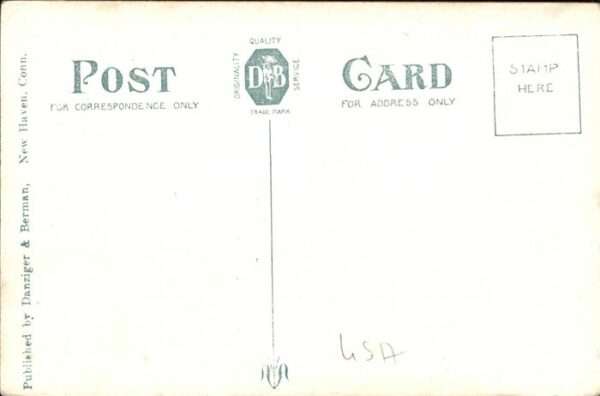 POST CARD
FOR CORRESPONDENCE ONLY
ORIGINALITY
QUALITY
SERVICE
D B
TRADE MARK
FOR ADDRESS ONLY
STAMP
HERE
Published by Danziger & Berman, New Haven, Conn.
USA